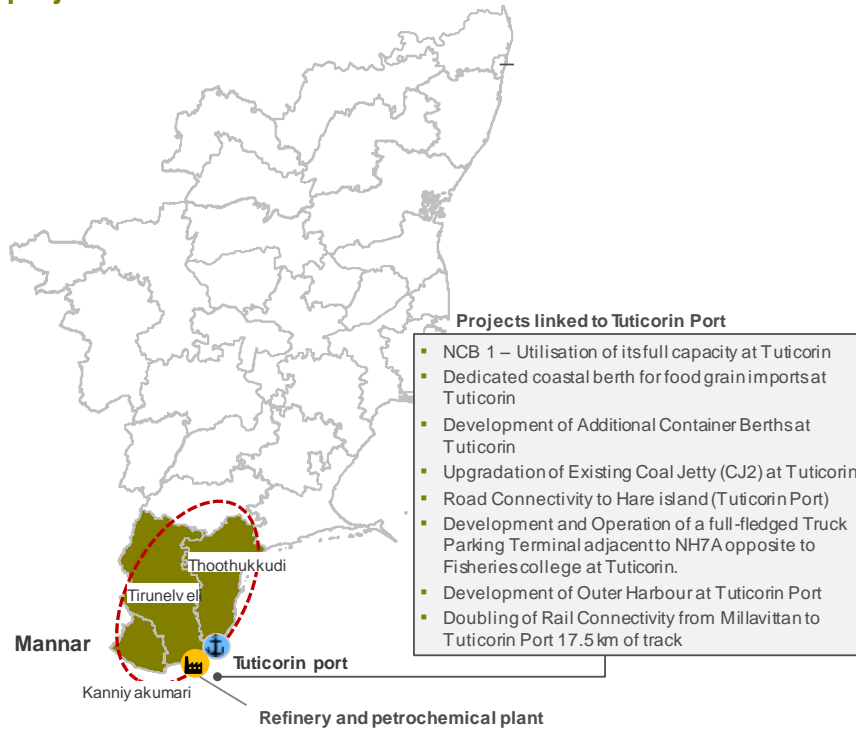 Projects linked to Tuticorin Port
NCB 1 – Utilisation of its full capacity at Tuticorin
Dedicated coastal berth for food grain imports at
Tuticorin
Development of Additional Container Berths at
Tuticorin
Upgradation of Existing Coal Jetty (CJ2) at Tuticorin
Road Connectivity to Hare island (Tuticorin Port)
Development and Operation of a full-fledged Truck
Parking Terminal adjacent to NH7A opposite to
Fisheries college at Tuticorin.
Development of Outer Harbour at Tuticorin Port
Doubling of Rail Connectivity from Millavittan to
Tuticorin Port 17.5 km of track
Thoothukkudi
Tirunelveli
Mannar
Tuticorin port
Kanniyakumari
Refinery and petrochemical plant